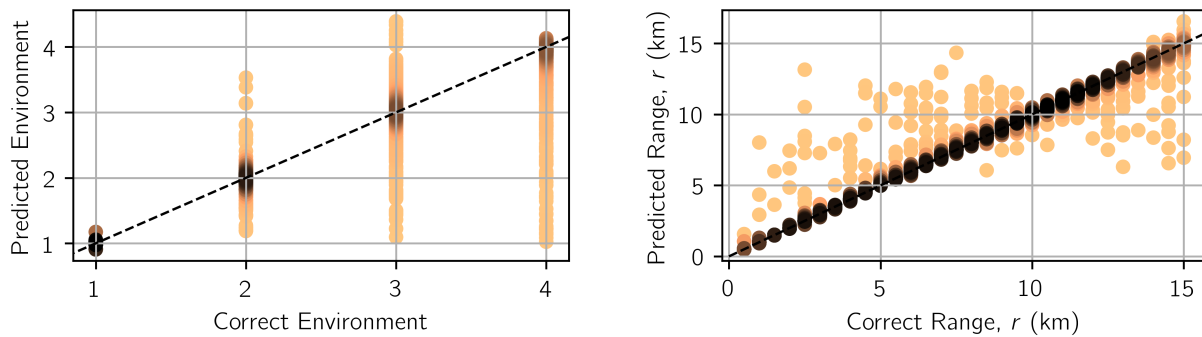 Predicted Environment
4
3
2
1
1 2 3 4
Correct Environment
Predicted Range, r (km)
15
10
5
0
0 5 10 15
Correct Range, r (km)